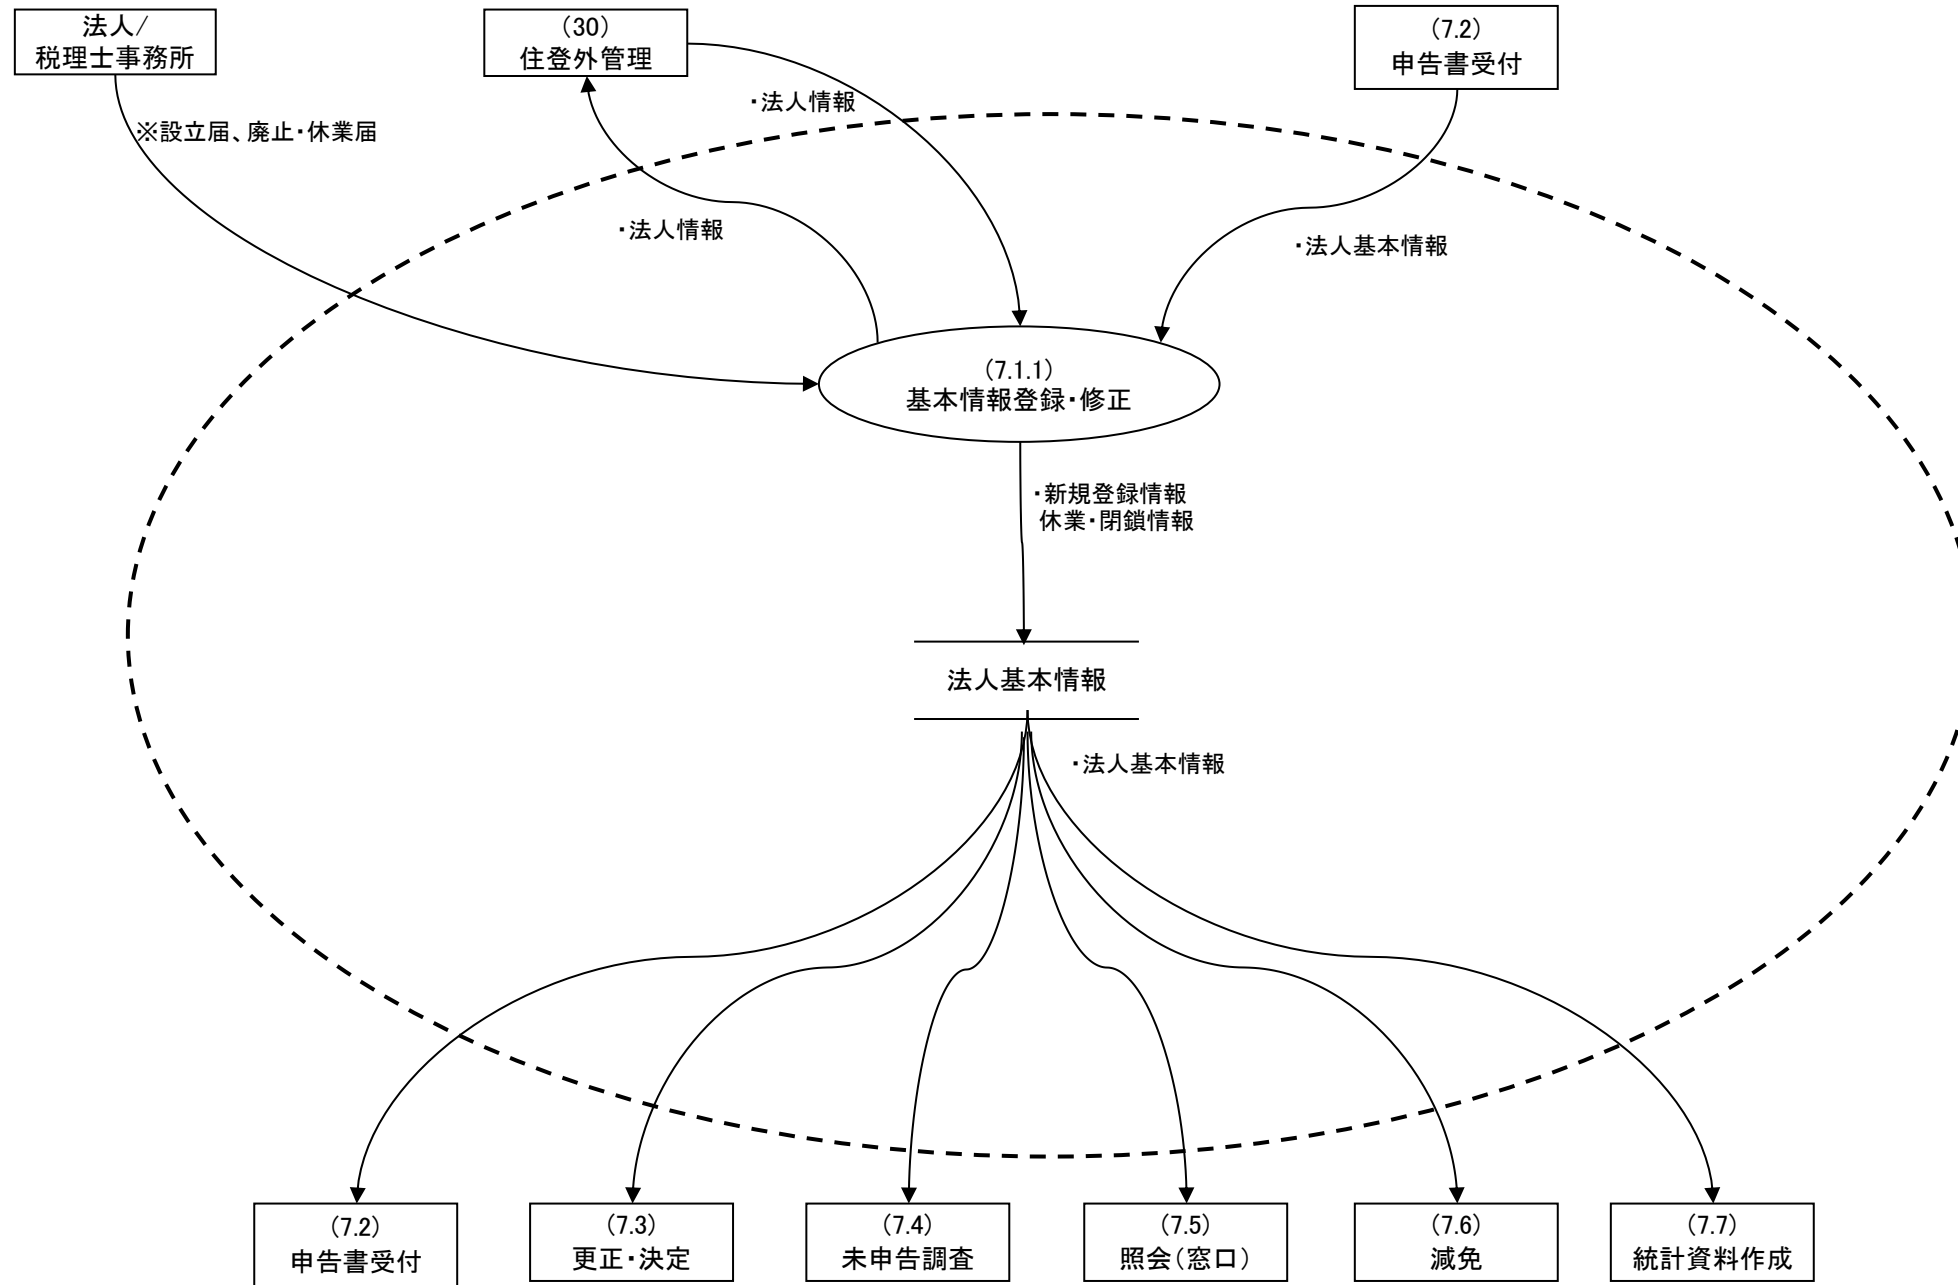 法人/
税理士事務所
（30）
住登外管理
（7.2）
申告書受付
・法人情報
※設立届、廃止・休業届
・法人情報
・法人基本情報
（7.1.1）
基本情報登録・修正
・新規登録情報
休業・閉鎖情報
法人基本情報
・法人基本情報
（7.2）
申告書受付
（7.3）
更正・決定
（7.4）
未申告調査
（7.5）
照会（窓口）
（7.6）
減免
（7.7）
統計資料作成